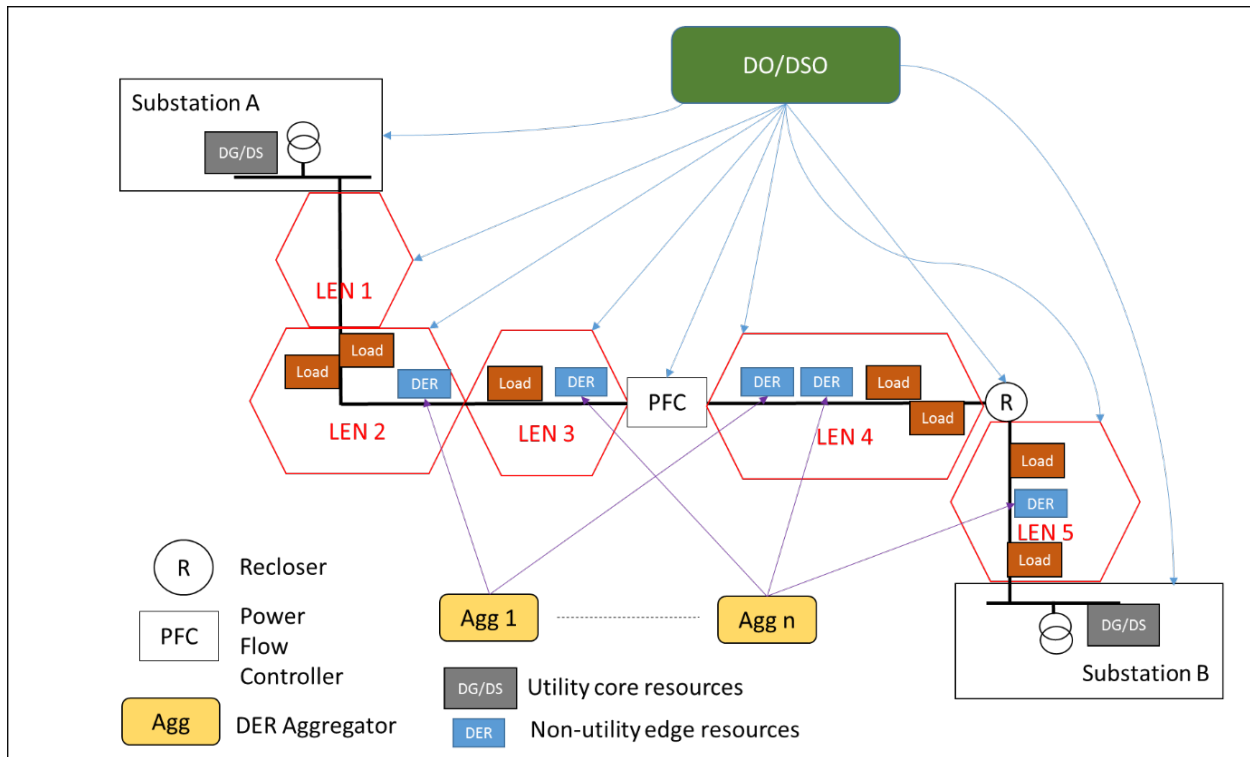 DO/DSO
Substation A
DG/DS
LEN 1
Load
Load
DER
LEN 2
Load
DER
LEN 3
PFC
DER
DER
Load
Load
LEN 4
R
Load
DER
LEN 5
Load
DG/DS
Substation B
Agg 1
Agg n
R
Recloser
PFC
Power
Flow
Controller
Agg
DER Aggregator
DG/DS
Utility core resources
DER
Non-utility edge resources